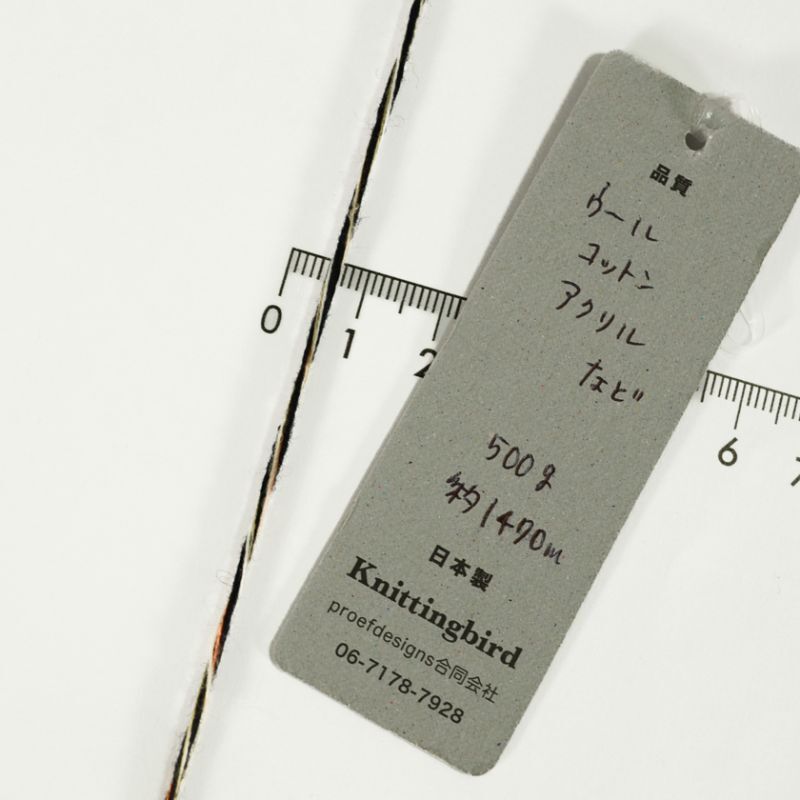 品質
ウール
コットン
アクリル
など
500g
約1470m
日本製
Knittingbird
proefdesigns合同会社
06-7178-7928
0
1
2
6
7